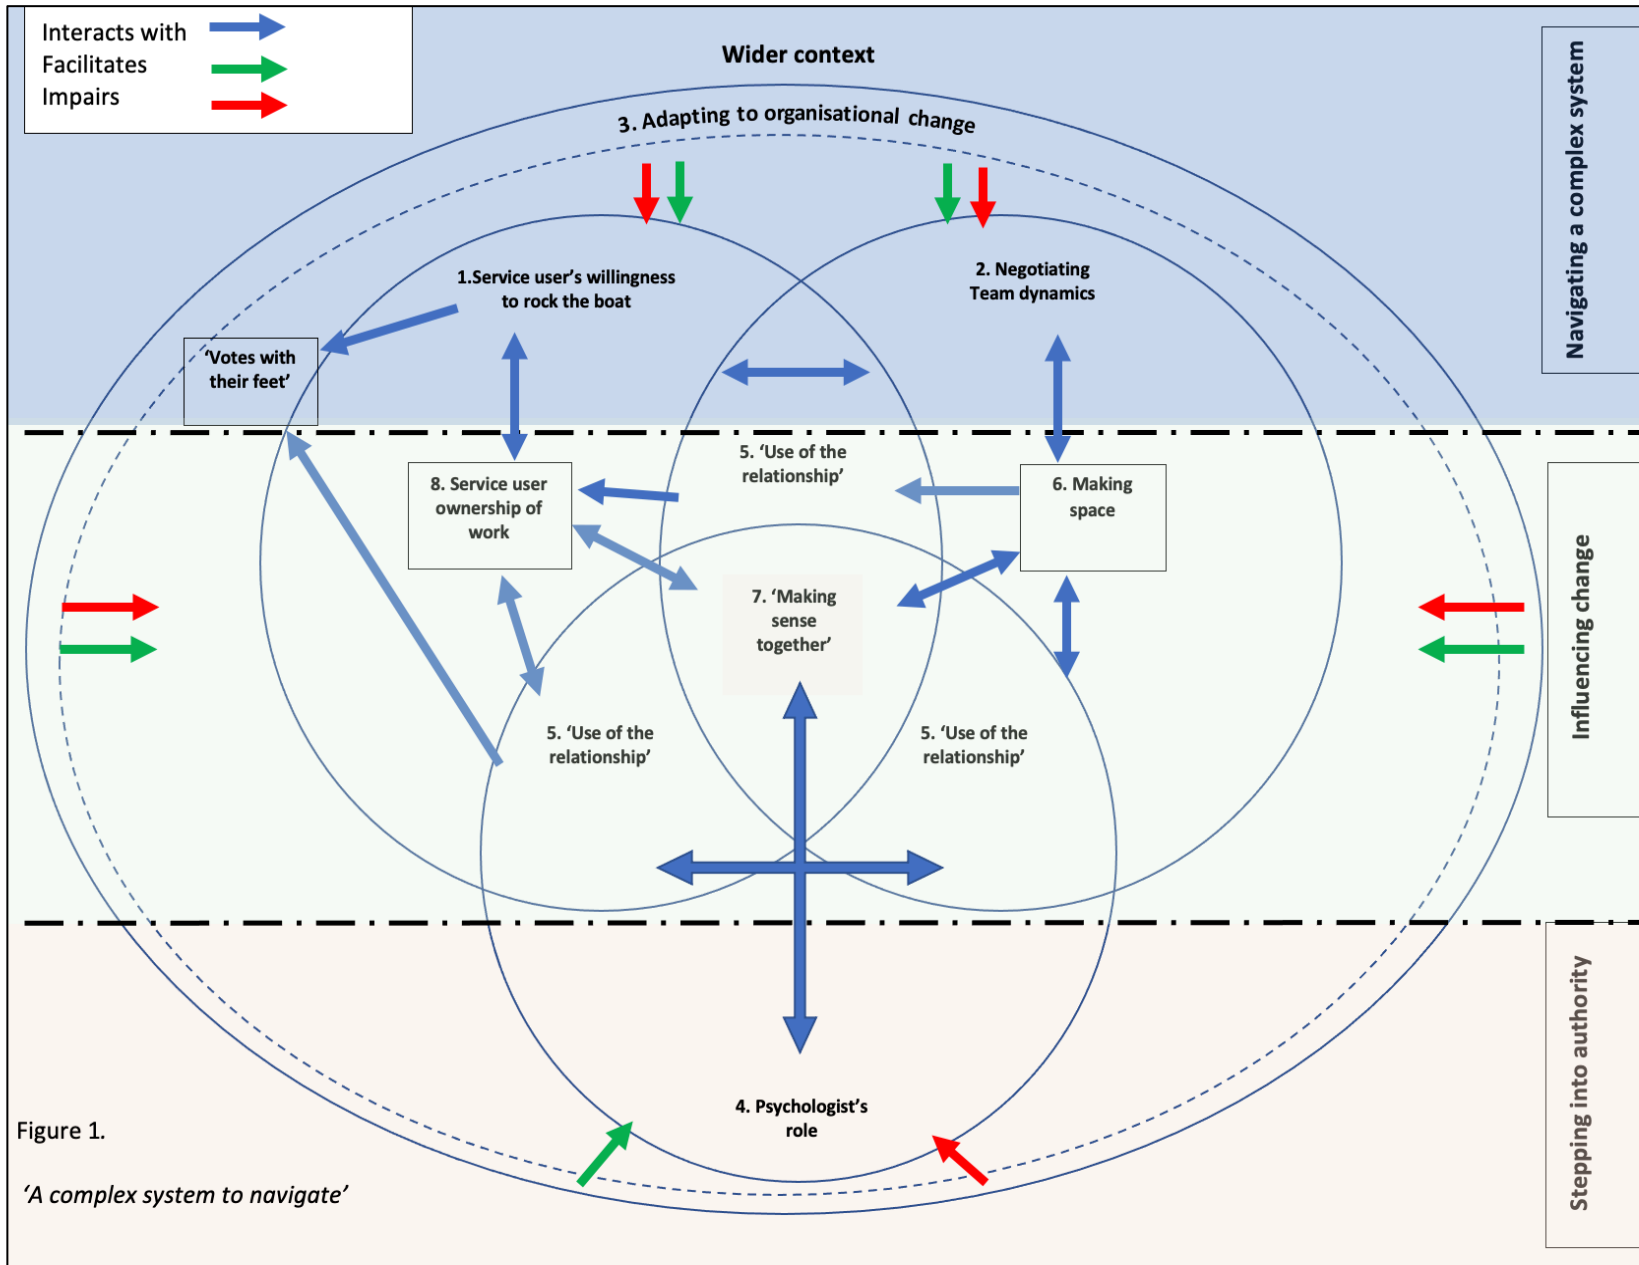 Interacts with
Facilitates
Impairs
Wider context
3. Adapting to organisational change
1.Service user’s willingness
to rock the boat
2. Negotiating
Team dynamics
‘Votes with
their feet’
Navigating a complex system
5. ‘Use of the
relationship’
8. Service user
ownership of
work
6. Making
space
7. ‘Making
sense
together’
5. ‘Use of the
relationship’
5. ‘Use of the
relationship’
Influencing change
4. Psychologist’s
role
Stepping into authority
Figure 1.
‘A complex system to navigate’